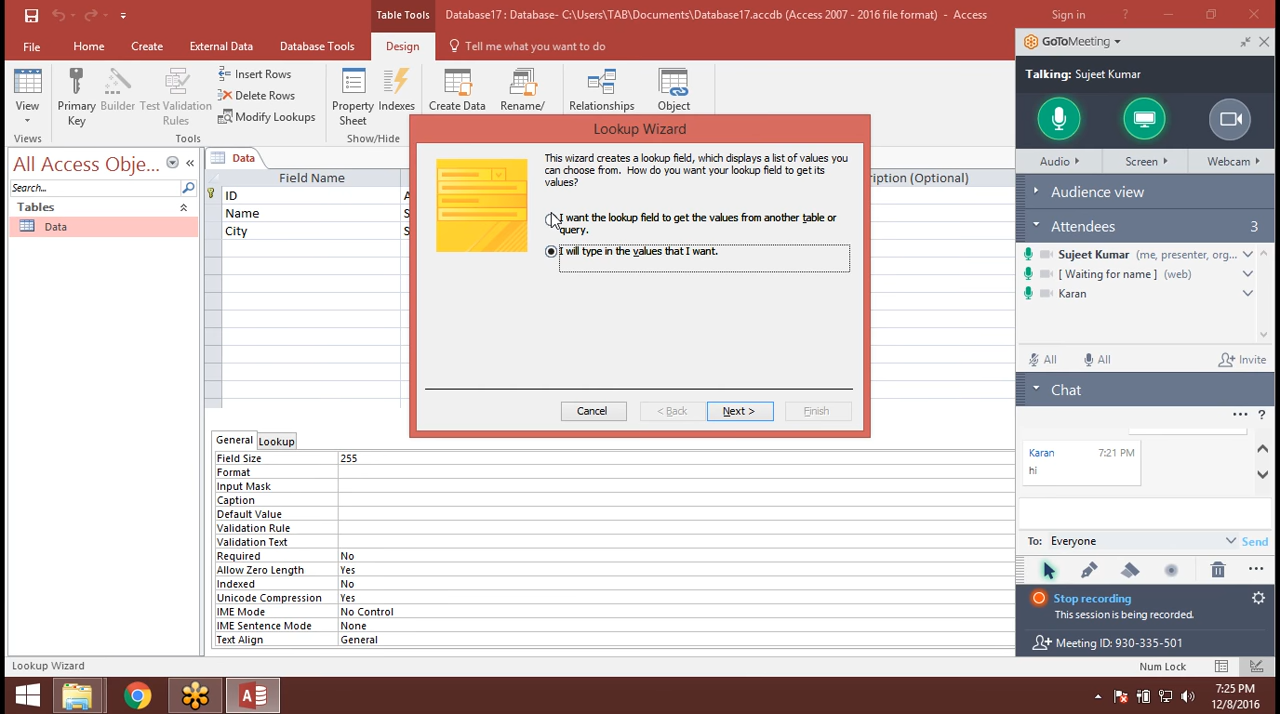 Table Tools
Database17 : Database- C:\Users\TAB\Documents\Database17.accdb (Access 2007 - 2016 file format) - Access
Sign in
?
File
Home
Create
External Data
Database Tools
Design
Tell me what you want to do
View
Primary Key
Builder
Test Validation Rules
Insert Rows
Delete Rows
Modify Lookups
Property Sheet
Indexes
Create Data
Rename/
Relationships
Object
Views
Tools
Show/Hide
All Access Obje...
Search...
Tables
Data
Data
Field Name
ription (Optional)
ID
A
Name
S
City
S
Lookup Wizard
This wizard creates a lookup field, which displays a list of values you
can choose from. How do you want your lookup field to get its
values?
I want the lookup field to get the values from another table or
query.
I will type in the values that I want.
Cancel
< Back
Next >
Finish
General
Lookup
Field Size 255
Format
Input Mask
Caption
Default Value
Validation Rule
Validation Text
Required No
Allow Zero Length Yes
Indexed No
Unicode Compression Yes
IME Mode No Control
IME Sentence Mode None
Text Align General
GoToMeeting
Talking: Sujeet Kumar
Audio
Screen
Webcam
Audience view
Attendees 3
Sujeet Kumar (me, presenter, org...
[ Waiting for name ] (web)
Karan
All
All
Invite
Chat
... ?
Karan 7:21 PM
hi
To: Everyone
Send
...
Stop recording
This session is being recorded.
Meeting ID: 930-335-501
Lookup Wizard
Num Lock
7:25 PM
12/8/2016